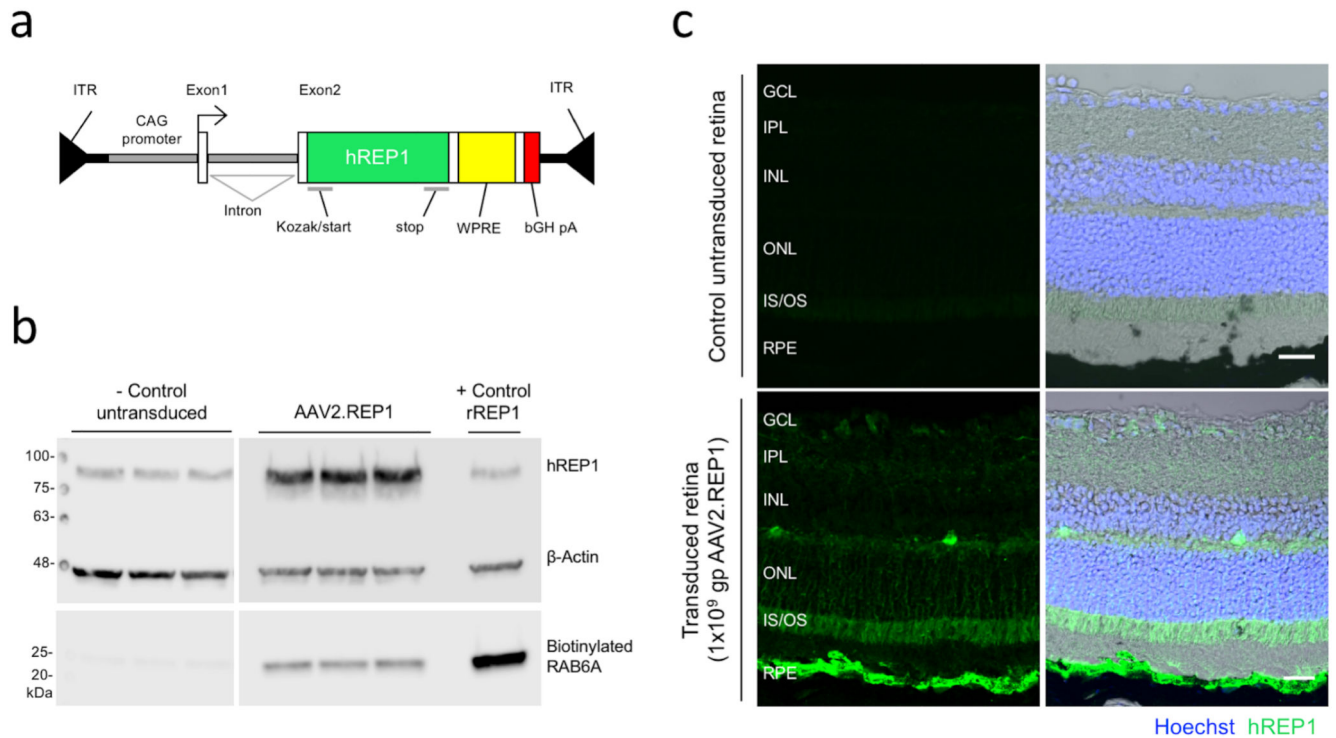 a
ITR
CAG
promoter
Exon1
Exon2
ITR
hREP1
Intron
Kozak/start
stop
WPRE
bGH pA
b
- Control
untransduced
AAV2.REP1
+ Control
rREP1
100-
75-
63-
48-
hREP1
β-Actin
25-
20-
kDa
Biotinylated
RAB6A
c
Control untransduced retina
GCL
IPL
INL
ONL
IS/OS
RPE
Transduced retina
(1x10⁹ gp AAV2.REP1)
GCL
IPL
INL
ONL
IS/OS
RPE
Hoechst hREP1